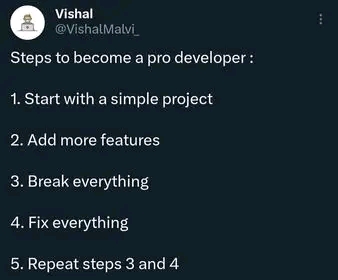 Vishal
@VishalMalvi_
Steps to become a pro developer :
1. Start with a simple project
2. Add more features
3. Break everything
4. Fix everything
5. Repeat steps 3 and 4